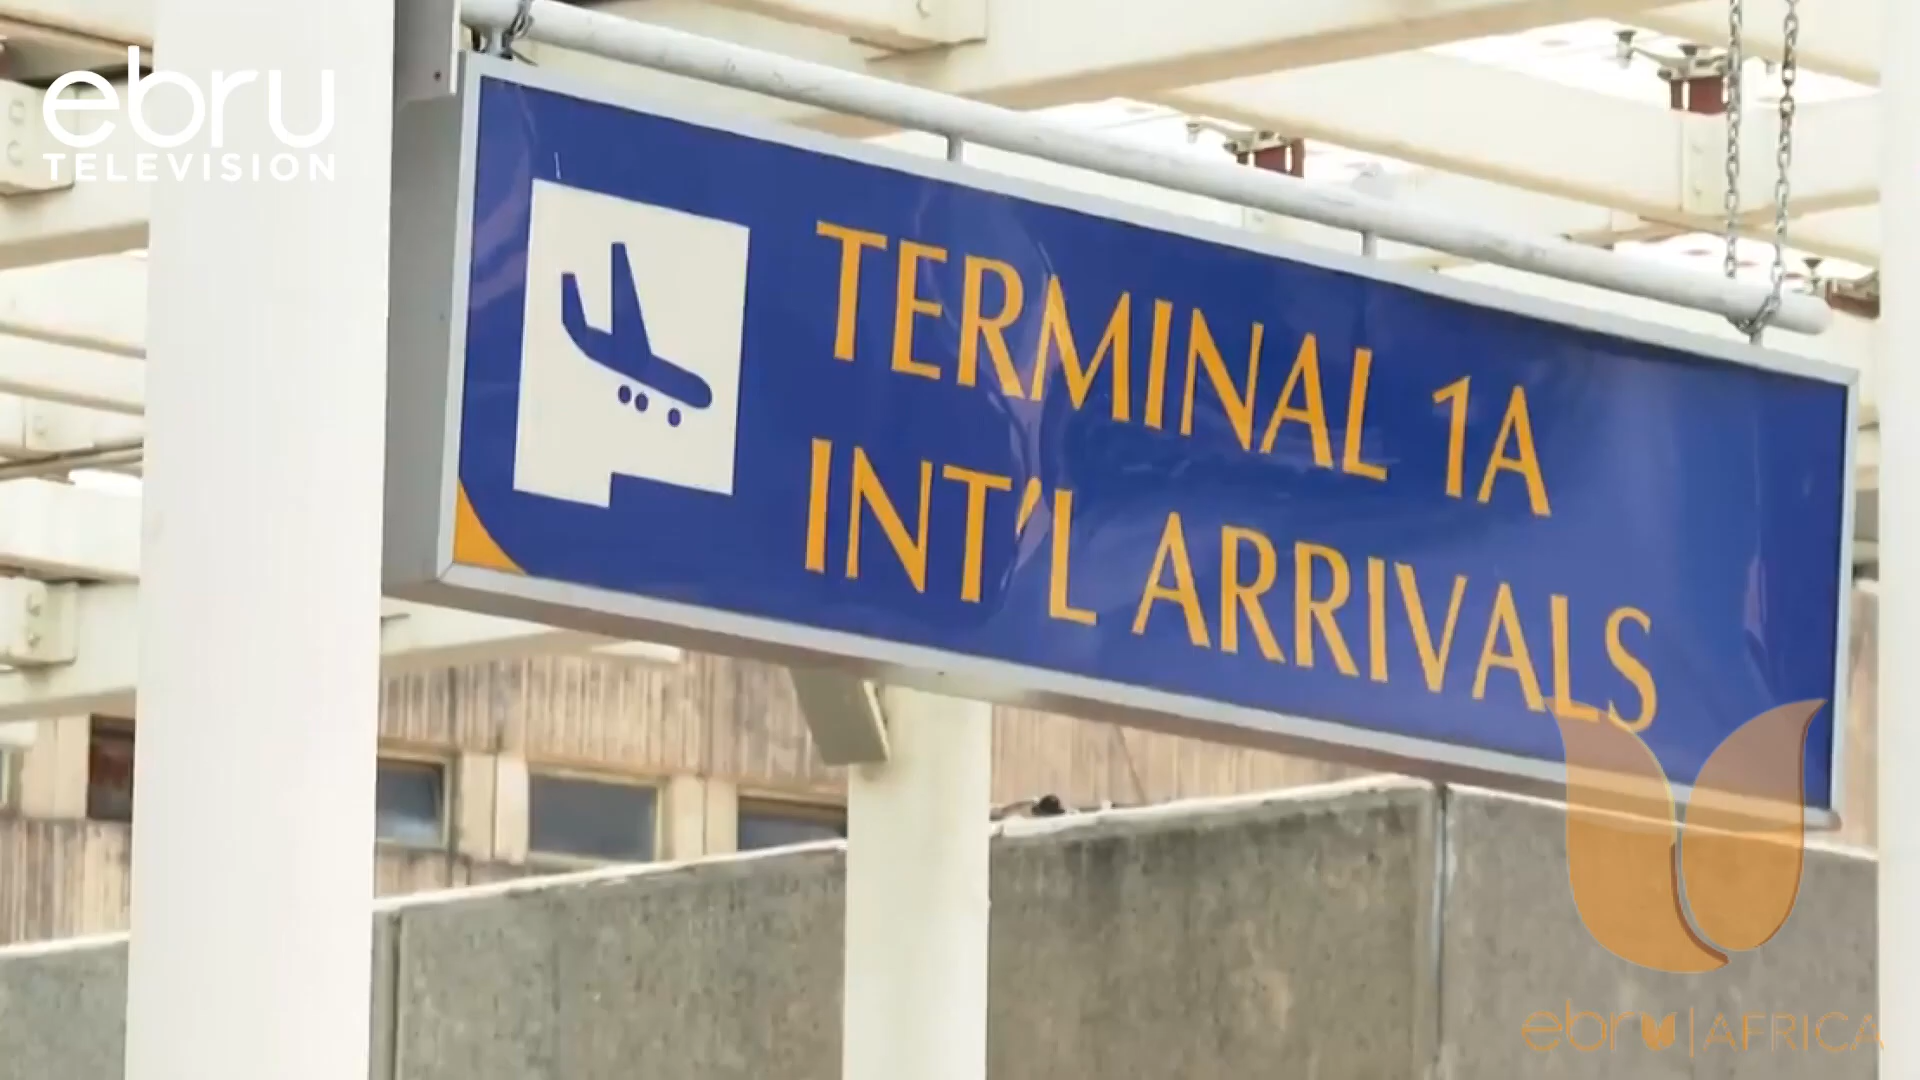 ebru
TELEVISION
TERMINAL 1A
INT'L ARRIVALS
ebru|AFRICA